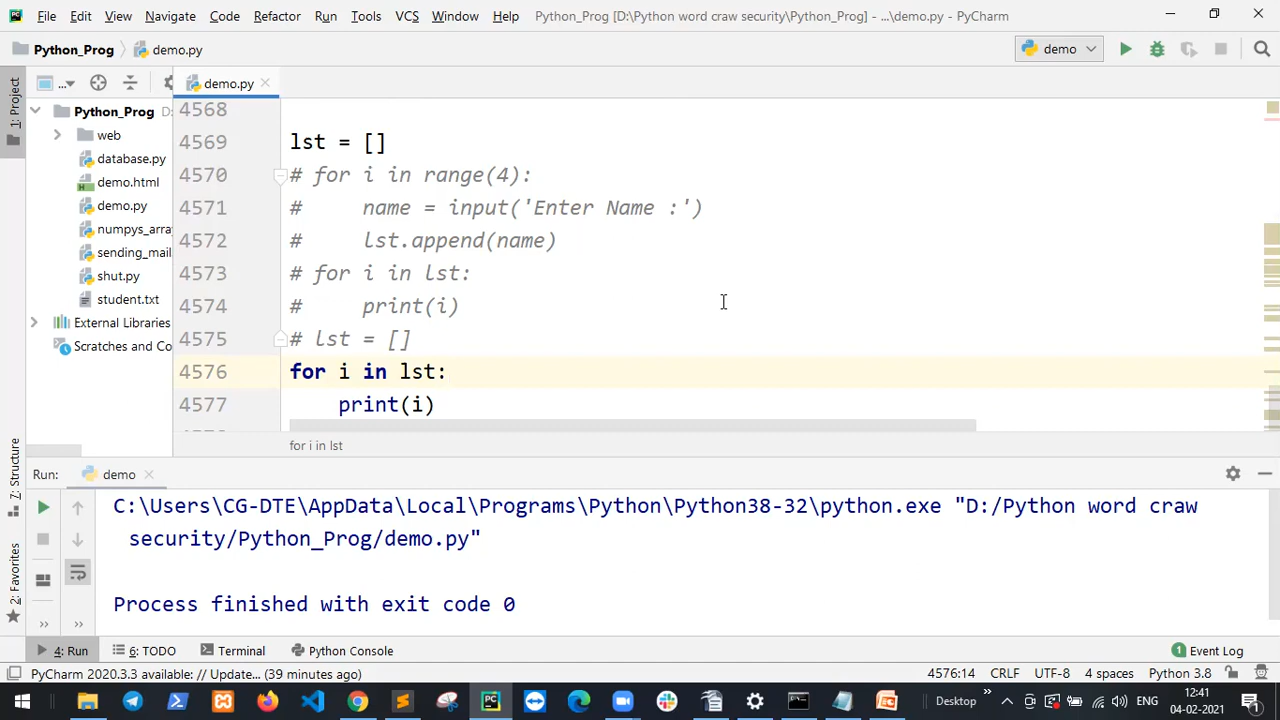 File Edit View Navigate Code Refactor Run Tools VCS Window Help Python_Prog [D:\Python word craw security\Python_Prog] - ...\demo.py - PyCharm
Python_Prog demo.py demo
1: Project
... demo.py
Python_Prog D:
web
database.py
demo.html
demo.py
numpys_arra
sending_mail
shut.py
student.txt
External Libraries
Scratches and Co
4568
4569 lst = []
4570 # for i in range(4):
4571 #     name = input('Enter Name :')
4572 #     lst.append(name)
4573 # for i in lst:
4574 #     print(i)
4575 # lst = []
4576 for i in lst:
4577     print(i)
for i in lst
Z: Structure
2: Favorites
Run: demo
C:\Users\CG-DTE\AppData\Local\Programs\Python\Python38-32\python.exe "D:/Python word craw
security/Python_Prog/demo.py"
Process finished with exit code 0
4: Run 6: TODO Terminal Python Console 1 Event Log
PyCharm 2020.3.3 available: // Update... (39 minutes ago) 4576:14 CRLF UTF-8 4 spaces Python 3.8
Desktop ENG 12:41
04-02-2021 1